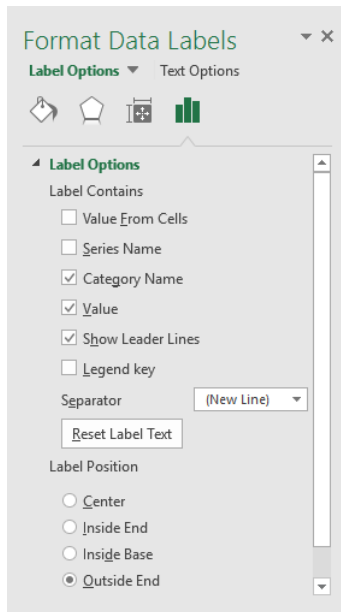 Format Data Labels
Label Options Text Options
Label Options
Label Contains
Value From Cells
Series Name
Category Name
Value
Show Leader Lines
Legend key
Separator (New Line)
Reset Label Text
Label Position
Center
Inside End
Inside Base
Outside End